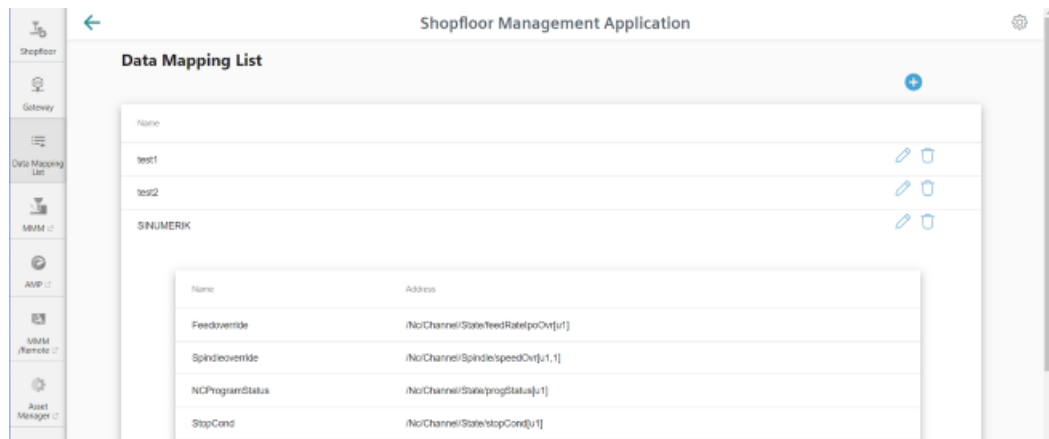 Shopfloor Management Application
Shopfloor
Gateway
Data Mapping
List
MMM
AMP
MMM
/Remote
Asset
Manager
Data Mapping List
Name
test1
test2
SINUMERIK
Name Address
Feedoverride /Nc/Channel/State/feedRateIpoOvr[u1]
Spindleoverride /Nc/Channel/Spindle/speedOvr[u1,1]
NCProgramStatus /Nc/Channel/State/progStatus[u1]
StopCond /Nc/Channel/State/stopCond[u1]